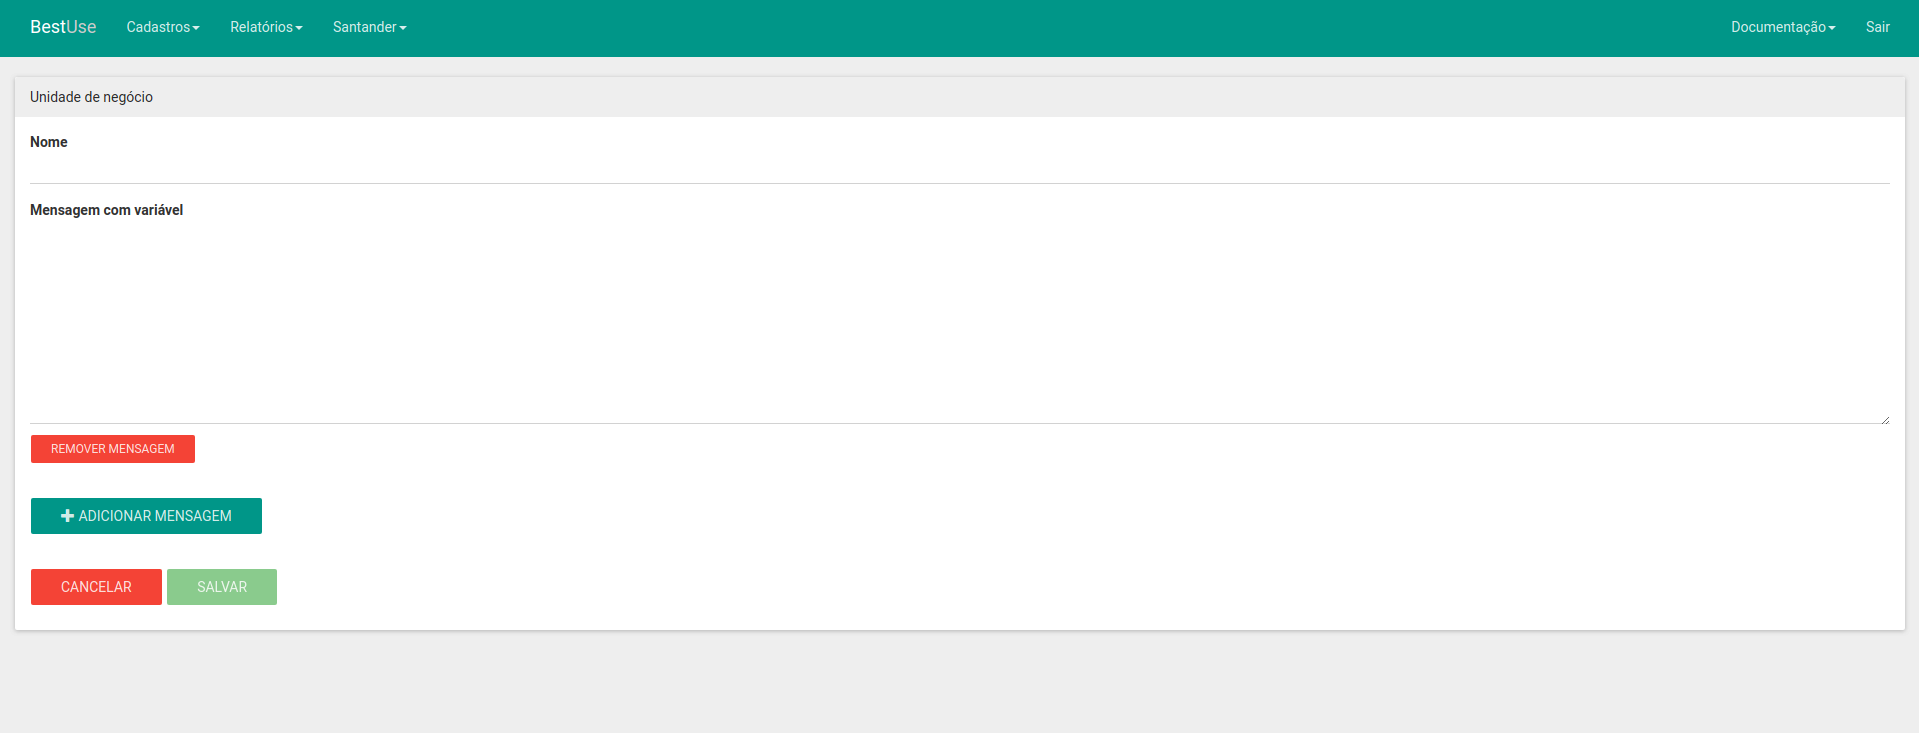 BestUse Cadastros Relatórios Santander Documentação Sair
Unidade de negócio
Nome
Mensagem com variável
REMOVER MENSAGEM
ADICIONAR MENSAGEM
CANCELAR SALVAR